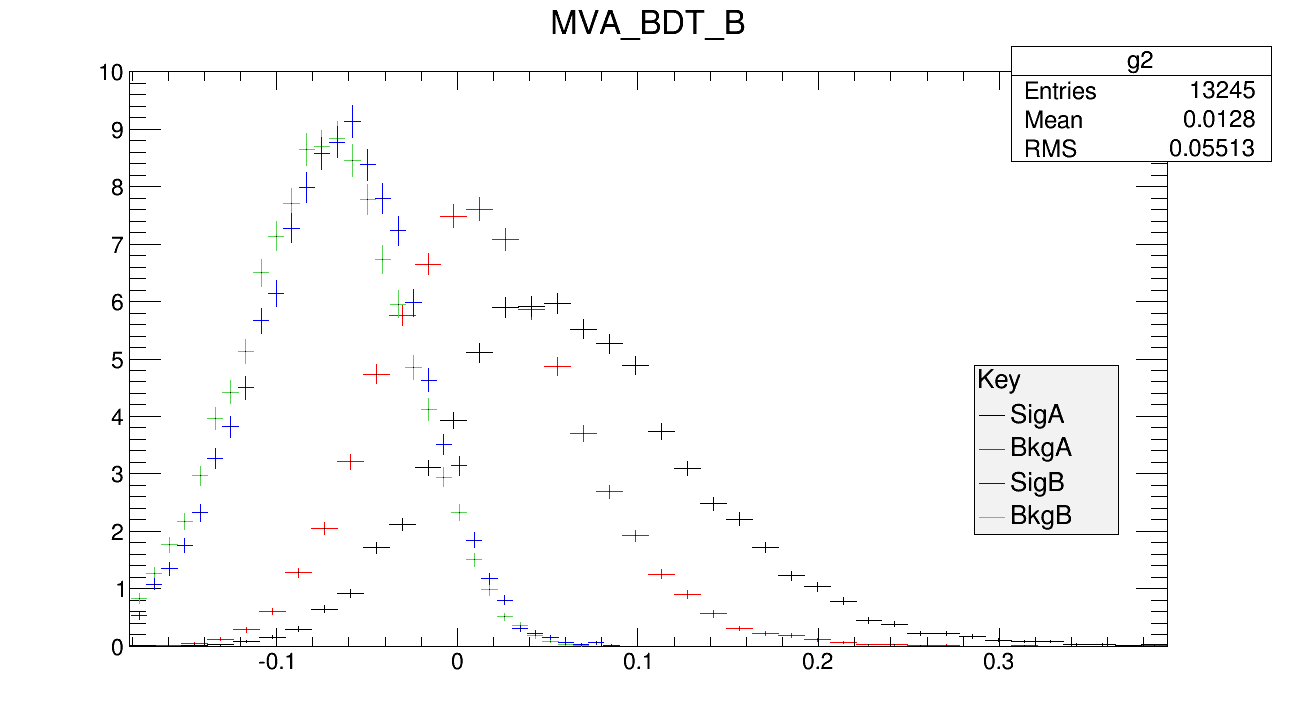 MVA_BDT_B
g2
Entries 13245
Mean 0.0128
RMS 0.05513
10
9
8
7
6
5
4
3
2
1
0
-0.1 0 0.1 0.2 0.3
Key
SigA
BkgA
SigB
BkgB